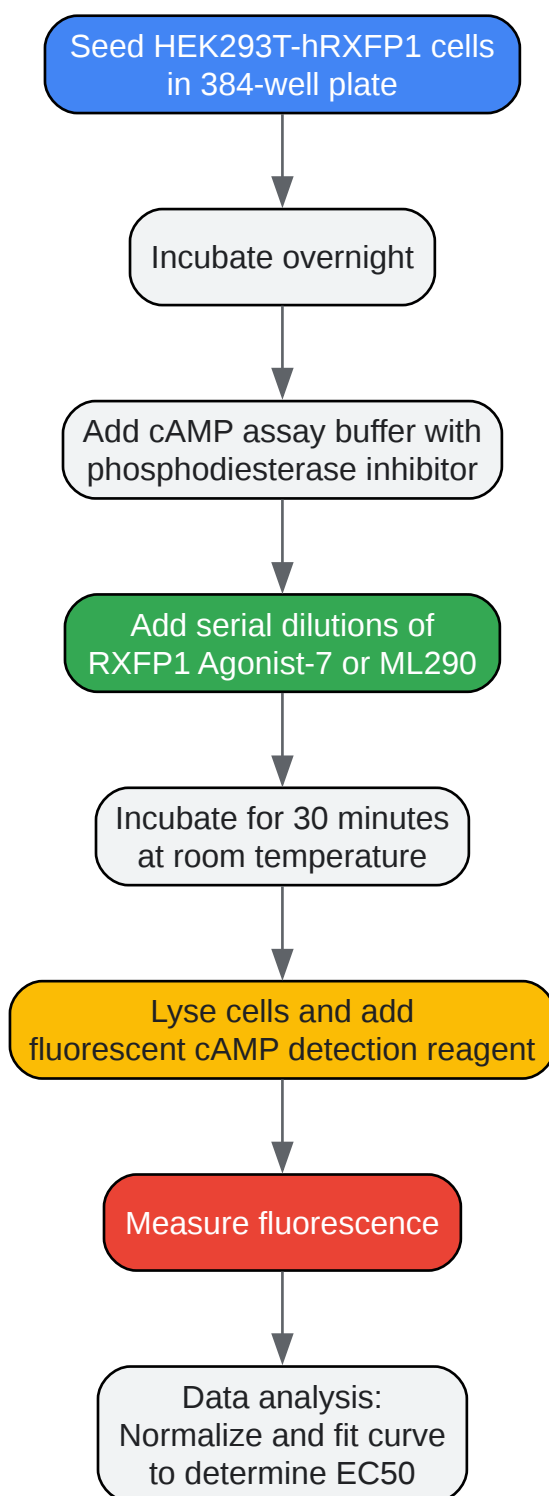 Seed HEK293T-hRXFP1 cells
in 384-well plate
Incubate overnight
Add cAMP assay buffer with
phosphodiesterase inhibitor
Add serial dilutions of
RXFP1 Agonist-7 or ML290
Incubate for 30 minutes
at room temperature
Lyse cells and add
fluorescent cAMP detection reagent
Measure fluorescence
Data analysis:
Normalize and fit curve
to determine EC50